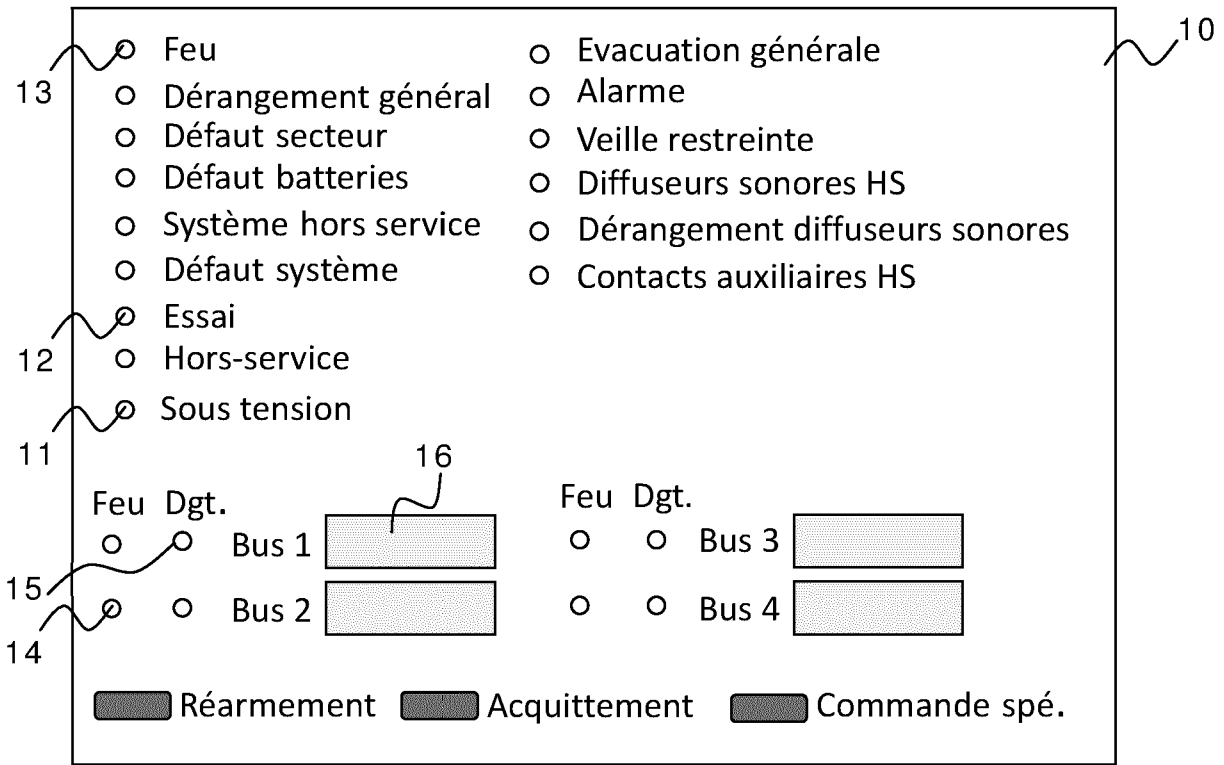 10
13
Feu
Evacuation générale
Dérangement général
Alarme
Défaut secteur
Veille restreinte
Défaut batteries
Diffuseurs sonores HS
Système hors service
Dérangement diffuseurs sonores
Défaut système
Contacts auxiliaires HS
12
Essai
Hors-service
11
Sous tension
16
Feu Dgt.
Feu Dgt.
15
Bus 1
Bus 3
14
Bus 2
Bus 4
Réarmement
Acquittement
Commande spé.